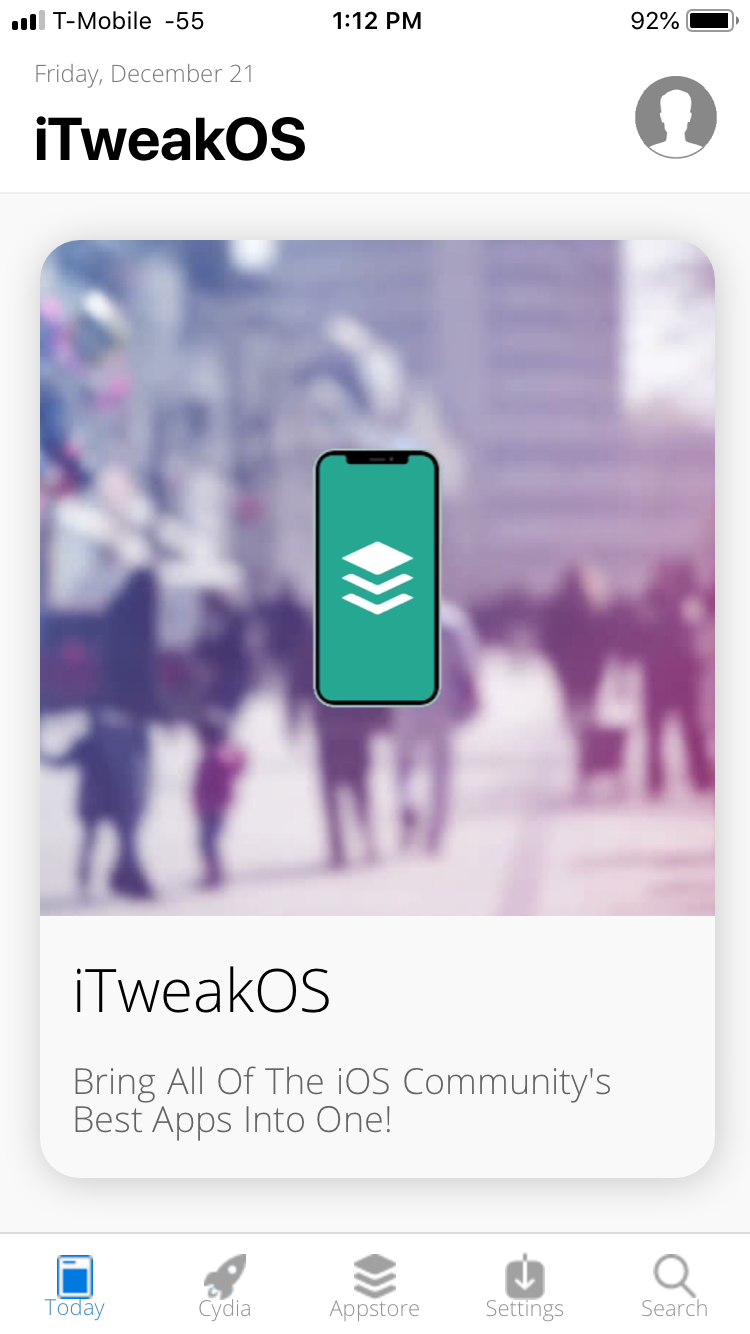 T-Mobile -55 1:12 PM 92%
Friday, December 21
iTweakOS
iTweakOS
Bring All Of The iOS Community's
Best Apps Into One!
Today Cydia Appstore Settings Search